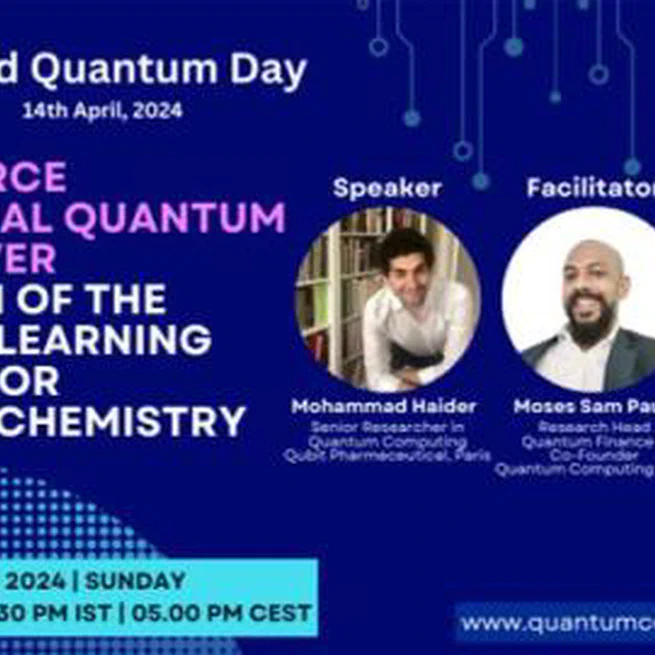 d Quantum Day
14th April, 2024
RCE
AL QUANTUM
VER
OF THE
LEARNING
OR
CHEMISTRY
Speaker
Mohammad Haider
Senior Researcher in
Quantum Computing
Qubit Pharmeceuticel, Paris
Facilitator
Moses Sam Pau
Research Head
Quantum Finance
Co-Founder
Quantum Computing
2024 | SUNDAY
30 PM IST | 05.00 PM CEST
www.quantumc